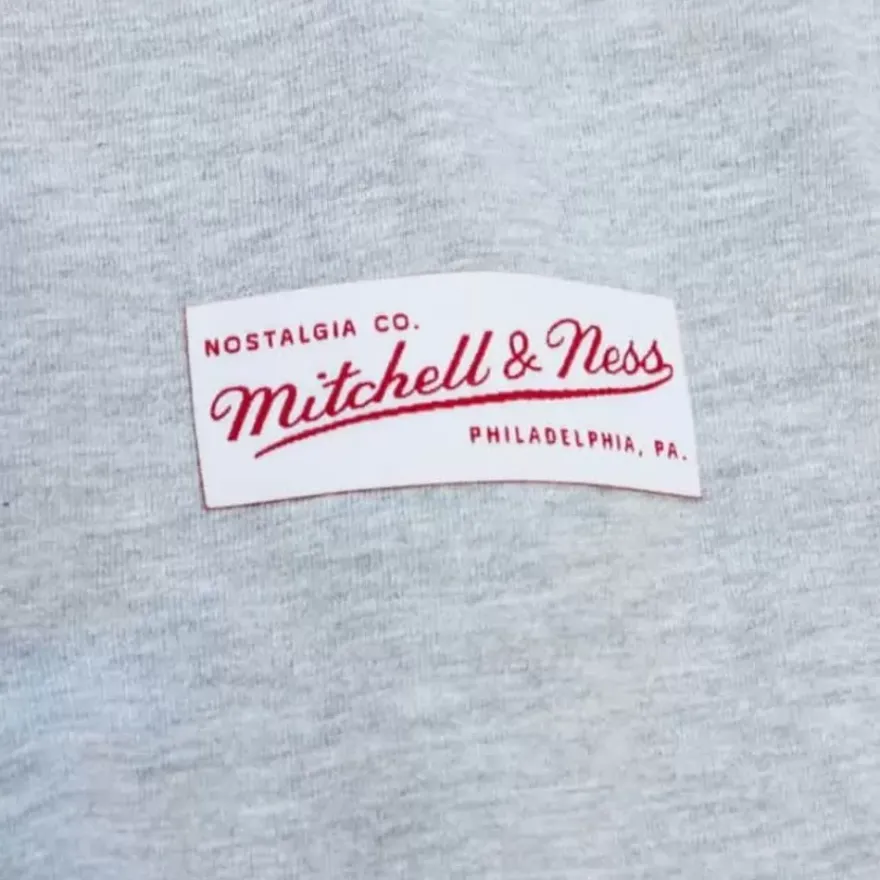 NOSTALGIA CO.
Mitchell & Ness
PHILADELPHIA, PA.